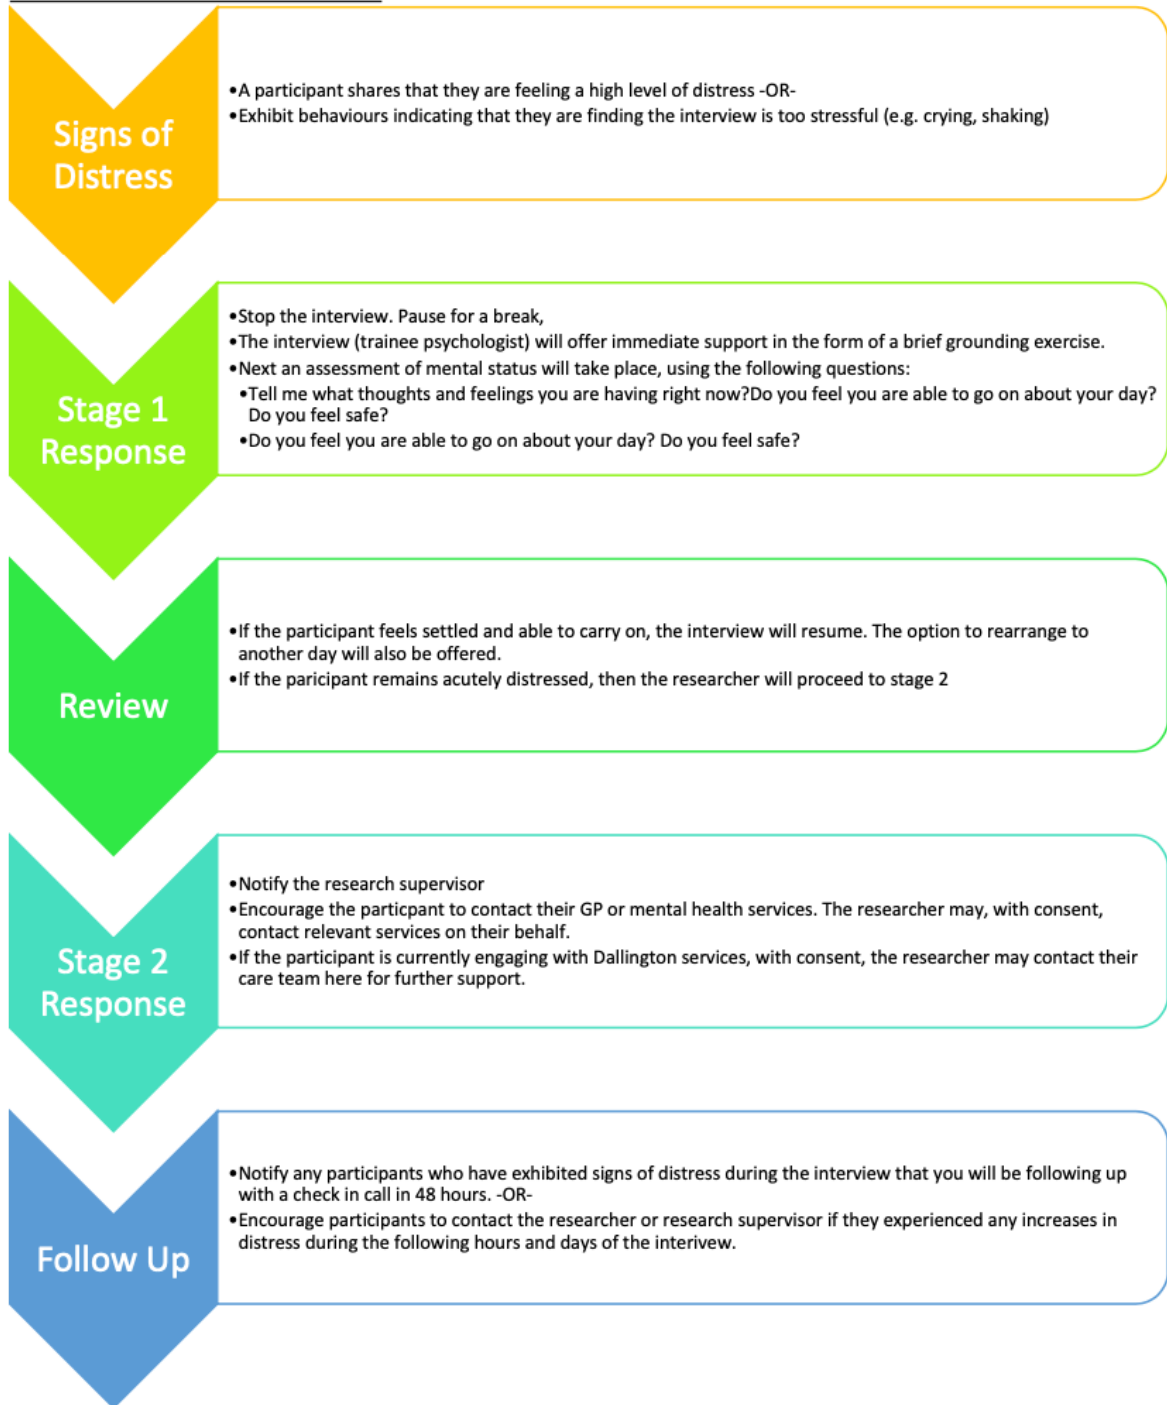 Signs of
Distress
•A participant shares that they are feeling a high level of distress -OR-
•Exhibit behaviours indicating that they are finding the interview is too stressful (e.g. crying, shaking)
Stage 1
Response
•Stop the interview. Pause for a break,
•The interview (trainee psychologist) will offer immediate support in the form of a brief grounding exercise.
•Next an assessment of mental status will take place, using the following questions:
•Tell me what thoughts and feelings you are having right now?Do you feel you are able to go on about your day?
Do you feel safe?
•Do you feel you are able to go on about your day? Do you feel safe?
Review
•If the participant feels settled and able to carry on, the interview will resume. The option to rearrange to
another day will also be offered.
•If the paricipant remains acutely distressed, then the researcher will proceed to stage 2
Stage 2
Response
•Notify the research supervisor
•Encourage the particpant to contact their GP or mental health services. The researcher may, with consent,
contact relevant services on their behalf.
•If the participant is currently engaging with Dallington services, with consent, the researcher may contact their
care team here for further support.
Follow Up
•Notify any participants who have exhibited signs of distress during the interview that you will be following up
with a check in call in 48 hours. -OR-
•Encourage participants to contact the researcher or research supervisor if they experienced any increases in
distress during the following hours and days of the interivew.